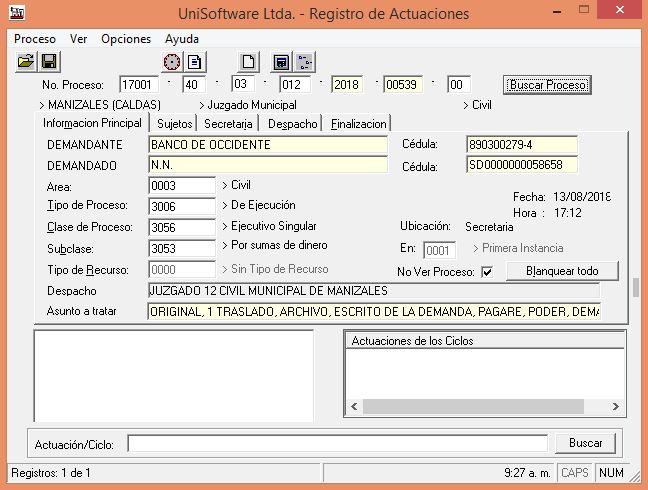 UniSoftware Ltda. - Registro de Actuaciones
Proceso Ver Opciones Ayuda
No. Proceso: 17001 - 40 - 03 - 012 - 2018 - 00539 - 00 Buscar Proceso
> MANIZALES (CALDAS) > Juzgado Municipal > Civil
Informacion Principal Sujetos Secretaria Despacho Finalizacion
DEMANDANTE BANCO DE OCCIDENTE Cédula: 890300279-4
DEMANDADO N.N. Cédula: SD0000000058658
Area: 0003 > Civil Fecha: 13/08/2018
Tipo de Proceso: 3006 > De Ejecución Hora : 17:12
Clase de Proceso: 3056 > Ejecutivo Singular Ubicación: Secretaria
Subclase: 3053 > Por sumas de dinero En: 0001 > Primera Instancia
Tipo de Recurso: 0000 > Sin Tipo de Recurso No Ver Proceso: Blanquear todo
Despacho JUZGADO 12 CIVIL MUNICIPAL DE MANIZALES
Asunto a tratar ORIGINAL, 1 TRASLADO, ARCHIVO, ESCRITO DE LA DEMANDA, PAGARE, PODER, DEMA
Actuaciones de los Ciclos
Actuación/Ciclo: Buscar
Registros: 1 de 1 9:27 a. m. CAPS NUM